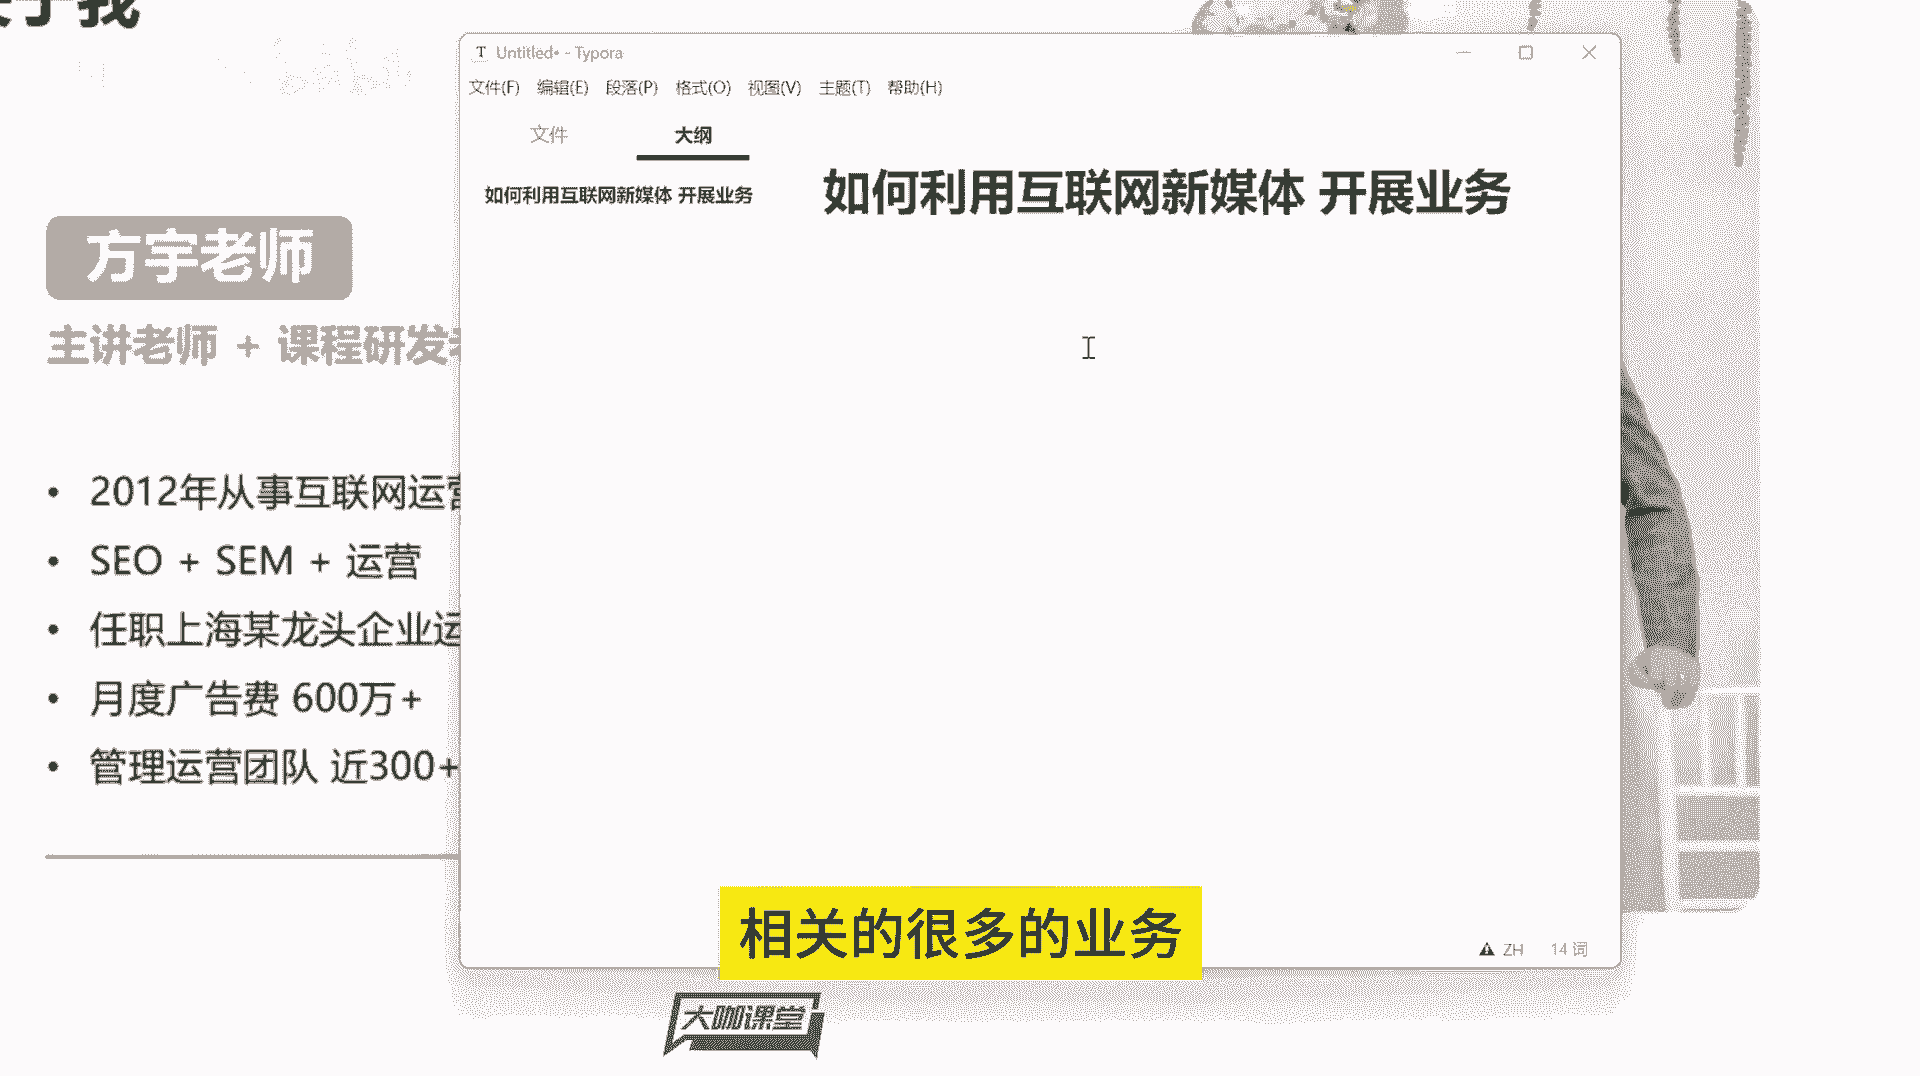 于我
Untitled• - Typora
文件(F) 编辑(E) 段落(P) 格式(O) 视图(V) 主题(T) 帮助(H)
文件 大纲
如何利用互联网新媒体 开展业务
如何利用互联网新媒体 开展业务
方宇老师
主讲老师 + 课程研发
• 2012年从事互联网运营
• SEO + SEM + 运营
• 任职上海某龙头企业运
• 月度广告费 600万+
• 管理运营团队 近300+
相关的很多的业务
ZH 14 词
大咖课堂